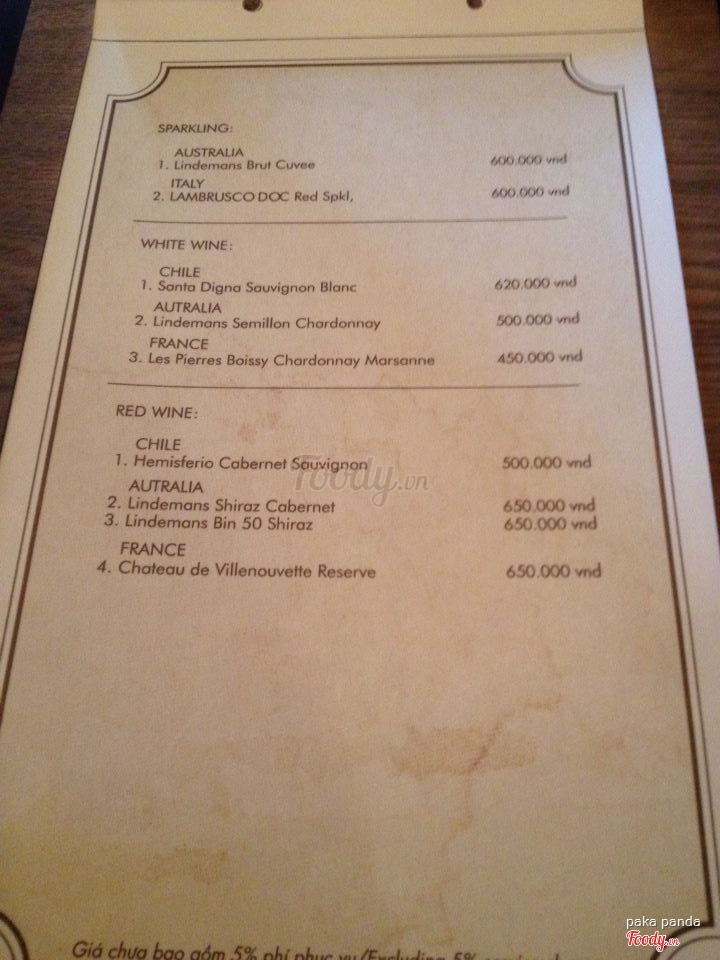 SPARKLING:
AUSTRALIA
1. Lindemans Brut Cuvee 600.000 vnd
ITALY
2. LAMBRUSCO DOC Red Spkl, 600.000 vnd
WHITE WINE:
CHILE
1. Santa Digna Sauvignon Blanc 620.000 vnd
AUTRALIA
2. Lindemans Semillon Chardonnay 500.000 vnd
FRANCE
3. Les Pierres Boissy Chardonnay Marsanne 450.000 vnd
RED WINE:
CHILE
1. Hemisferio Cabernet Sauvignon 500.000 vnd
Foody.vn
AUTRALIA
2. Lindemans Shiraz Cabernet 650.000 vnd
3. Lindemans Bin 50 Shiraz 650.000 vnd
FRANCE
4. Chateau de Villenouvette Reserve 650.000 vnd
paka panda
Foody.vn
Giá chưa bao gồm 5% phí phục vụ/Excluding 5%